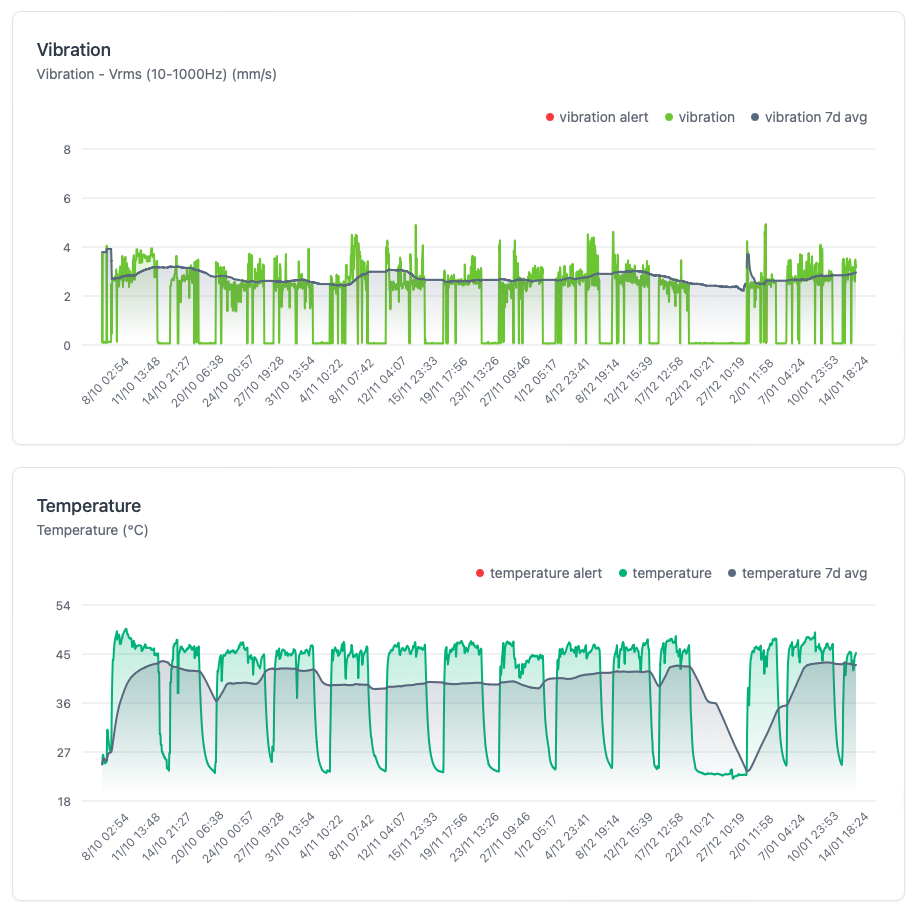 Vibration
Vibration - Vrms (10-1000Hz) (mm/s)
vibration alert vibration vibration 7d avg
8
6
4
2
0
8/10 02:54 11/10 13:48 14/10 21:27 20/10 06:38 24/10 00:57 27/10 19:28 31/10 13:54 4/11 10:22 8/11 07:42 12/11 04:07 15/11 23:33 19/11 17:56 23/11 13:26 27/11 09:46 1/12 05:17 4/12 23:41 8/12 19:14 12/12 15:39 17/12 12:58 22/12 10:21 27/12 10:19 2/01 11:58 7/01 04:24 10/01 23:53 14/01 18:24
Temperature
Temperature (°C)
temperature alert temperature temperature 7d avg
54
45
36
27
18
8/10 02:54 11/10 13:48 14/10 21:27 20/10 06:38 24/10 00:57 27/10 19:28 31/10 13:54 4/11 10:22 8/11 07:42 12/11 04:07 15/11 23:33 19/11 17:56 23/11 13:26 27/11 09:46 1/12 05:17 4/12 23:41 8/12 19:14 12/12 15:39 17/12 12:58 22/12 10:21 27/12 10:19 2/01 11:58 7/01 04:24 10/01 23:53 14/01 18:24